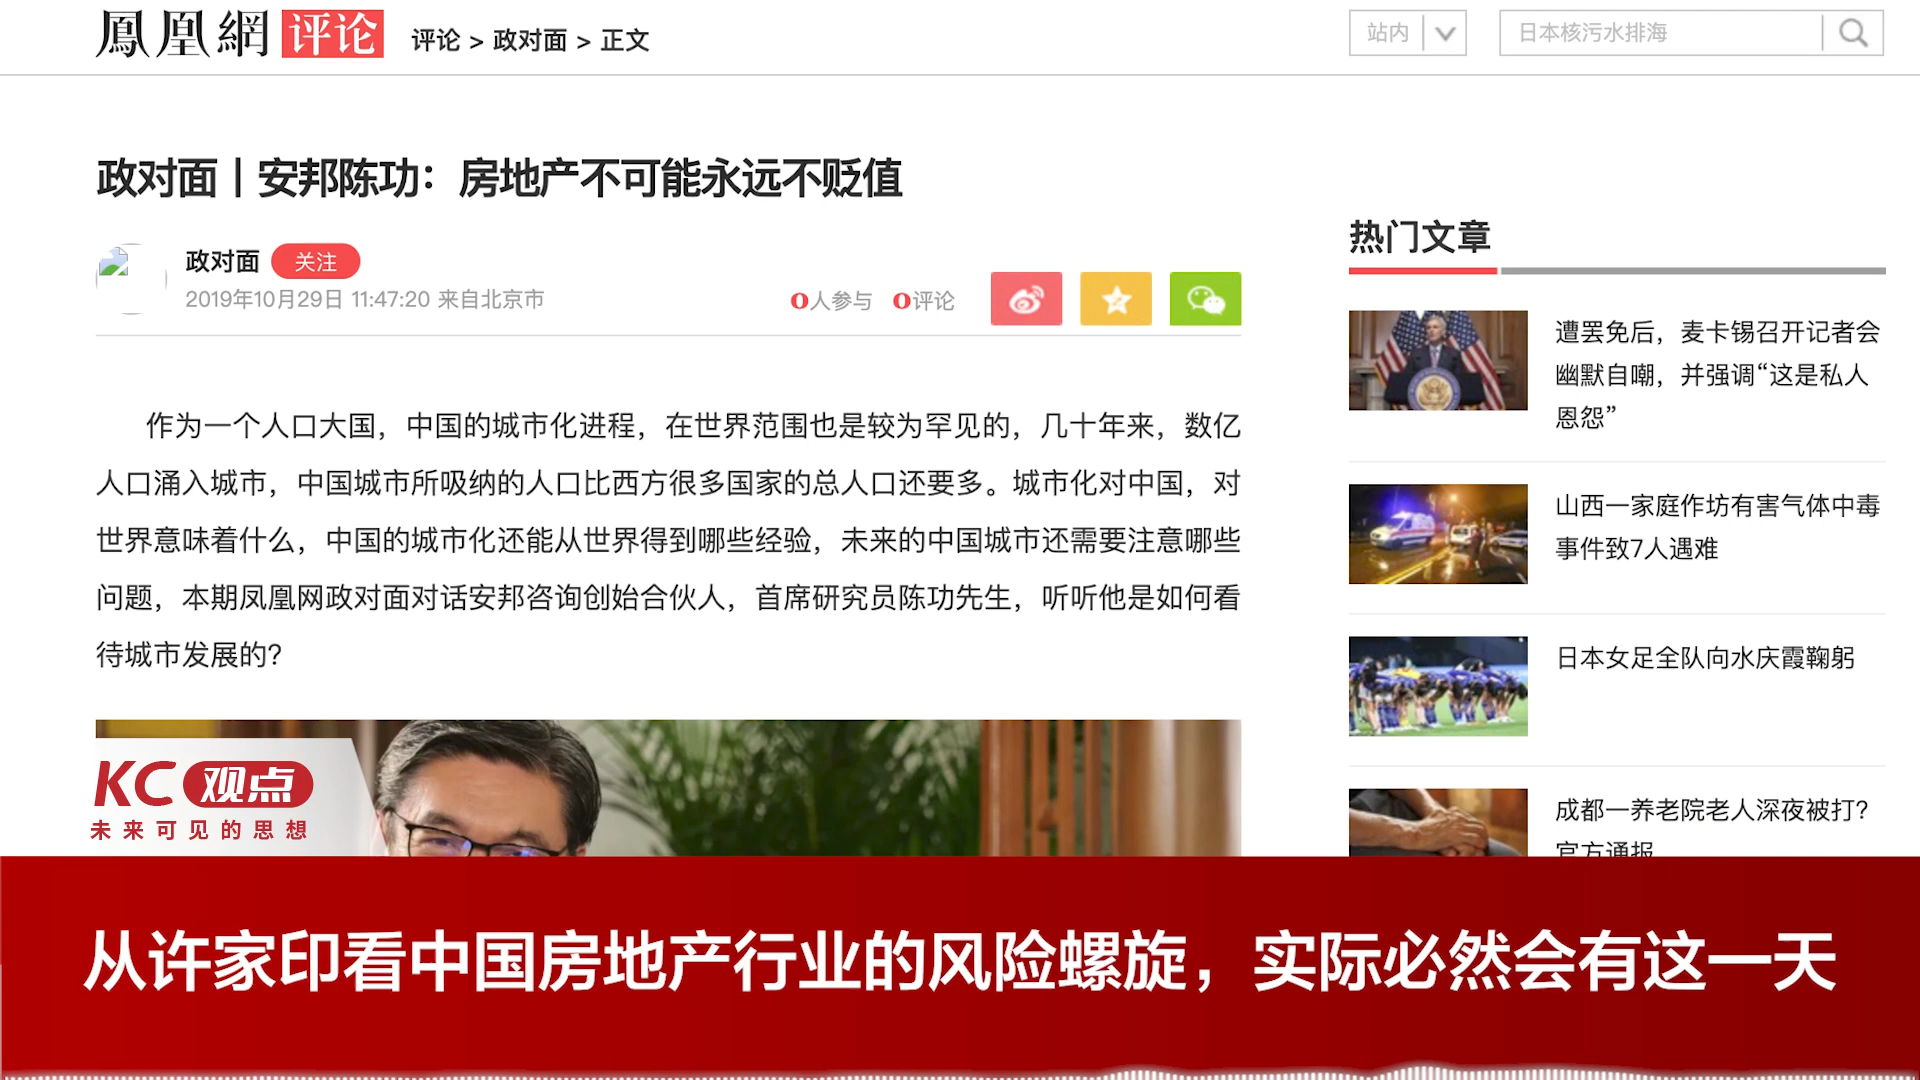 鳳凰網 评论 评论 > 政对面 > 正文
站内
日本核污水排海
政对面丨安邦陈功：房地产不可能永远不贬值
政对面 关注
2019年10月29日 11:47:20 来自北京市
0人参与 0评论
作为一个人口大国，中国的城市化进程，在世界范围也是较为罕见的，几十年来，数亿
人口涌入城市，中国城市所吸纳的人口比西方很多国家的总人口还要多。城市化对中国，对
世界意味着什么，中国的城市化还能从世界得到哪些经验，未来的中国城市还需要注意哪些
问题，本期凤凰网政对面对话安邦咨询创始合伙人，首席研究员陈功先生，听听他是如何看
待城市发展的？
热门文章
遭罢免后，麦卡锡召开记者会
幽默自嘲，并强调“这是私人
恩怨”
山西一家庭作坊有害气体中毒
事件致7人遇难
日本女足全队向水庆霞鞠躬
成都一养老院老人深夜被打？
官方通报
KC 观点
未来可见的思想
从许家印看中国房地产行业的风险螺旋，实际必然会有这一天